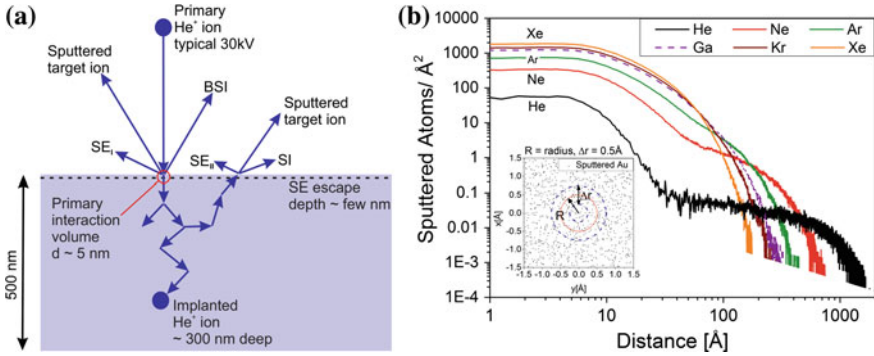 (a)
Primary
He⁺ ion
typical 30kV
Sputtered
target ion
BSI
Sputtered
target ion
SE_I
SE_II
SI
SE escape
depth ~ few nm
Primary
interaction
volume
d ~ 5 nm
500 nm
Implanted
He⁺ ion
~ 300 nm deep
(b)
Sputtered Atoms/ Å²
10000
1000
100
10
1
0.1
0.01
1E-3
1E-4
Xe
Ar
Ne
He
He
Ne
Ar
Ga
Kr
Xe
R = radius, Δr = 0.5Å
Sputtered Au
Δr
R
x[Å]
1.5
1.0
0.5
0.0
-0.5
-1.0
-1.5
-1.5 -1.0 -0.5 0.0 0.5 1.0 1.5
y[Å]
1 10 100 1000
Distance [Å]